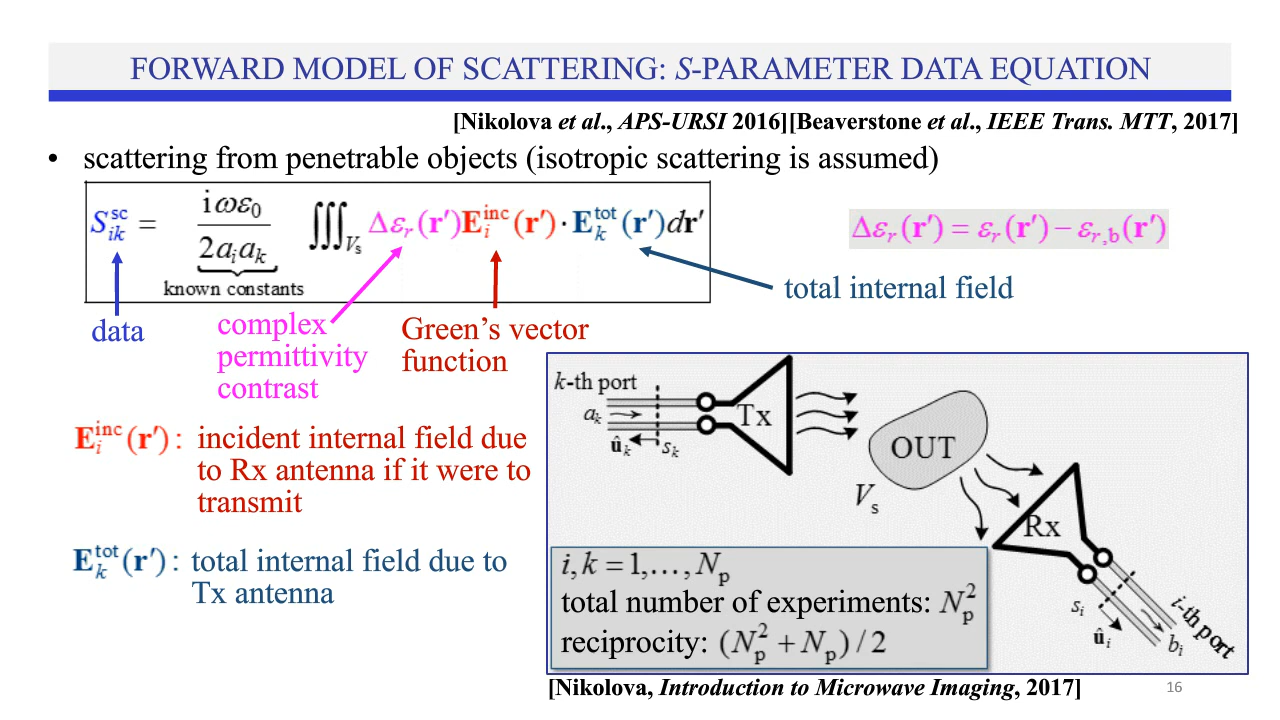 FORWARD MODEL OF SCATTERING: S-PARAMETER DATA EQUATION
[Nikolova et al., APS-URSI 2016][Beaverstone et al., IEEE Trans. MTT, 2017]
• scattering from penetrable objects (isotropic scattering is assumed)
S_{ik}^{sc} = \frac{iωε_0}{2a_i a_k} ∭_{V_s} Δε_r(r′)E_i^{inc}(r′)·E_k^{tot}(r′)dr′
known constants
Δε_r(r′) = ε_r(r′) − ε_{r,b}(r′)
total internal field
data
complex
permittivity
contrast
Green’s vector
function
E_i^{inc}(r′): incident internal field due
to Rx antenna if it were to
transmit
E_k^{tot}(r′): total internal field due to
Tx antenna
k-th port
a_k
û_k
s_k
Tx
OUT
V_s
Rx
s_i
û_i
b_i
i-th port
i, k = 1,…, N_p
total number of experiments: N_p^2
reciprocity: (N_p^2 + N_p) / 2
[Nikolova, Introduction to Microwave Imaging, 2017]
16